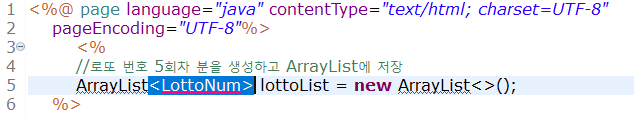 1 <%@ page language="java" contentType="text/html; charset=UTF-8"
2 pageEncoding="UTF-8"%>
3 <%
4 //로또 번호 5회차 분을 생성하고 ArrayList에 저장
5 ArrayList<LottoNum> lottoList = new ArrayList<>();
6 %>